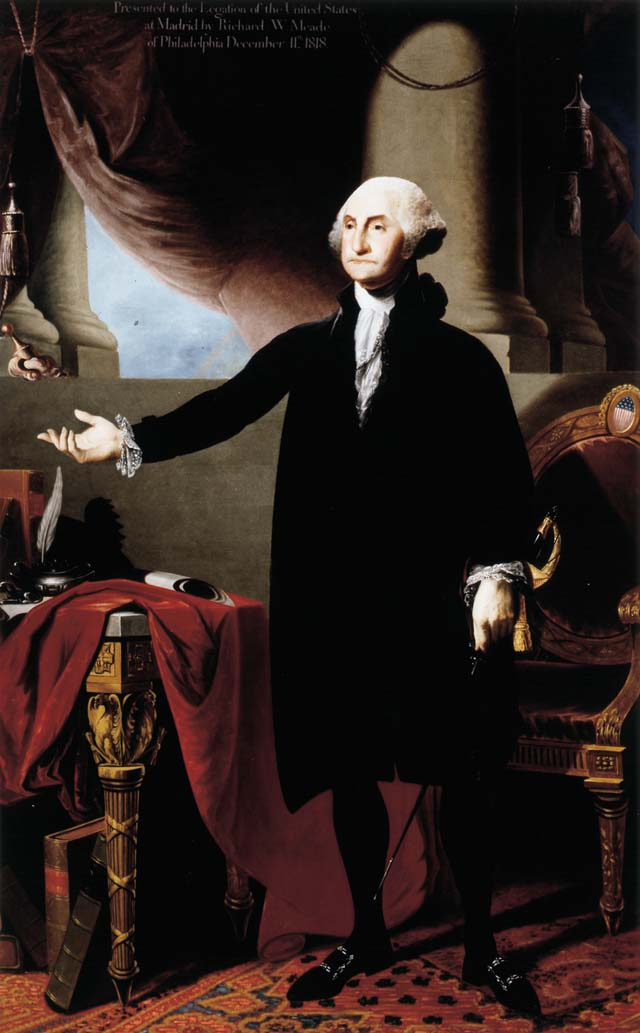 Presented to the Legation of the United States
at Madrid by Richard W Meade
of Philadelphia December 11th 1818